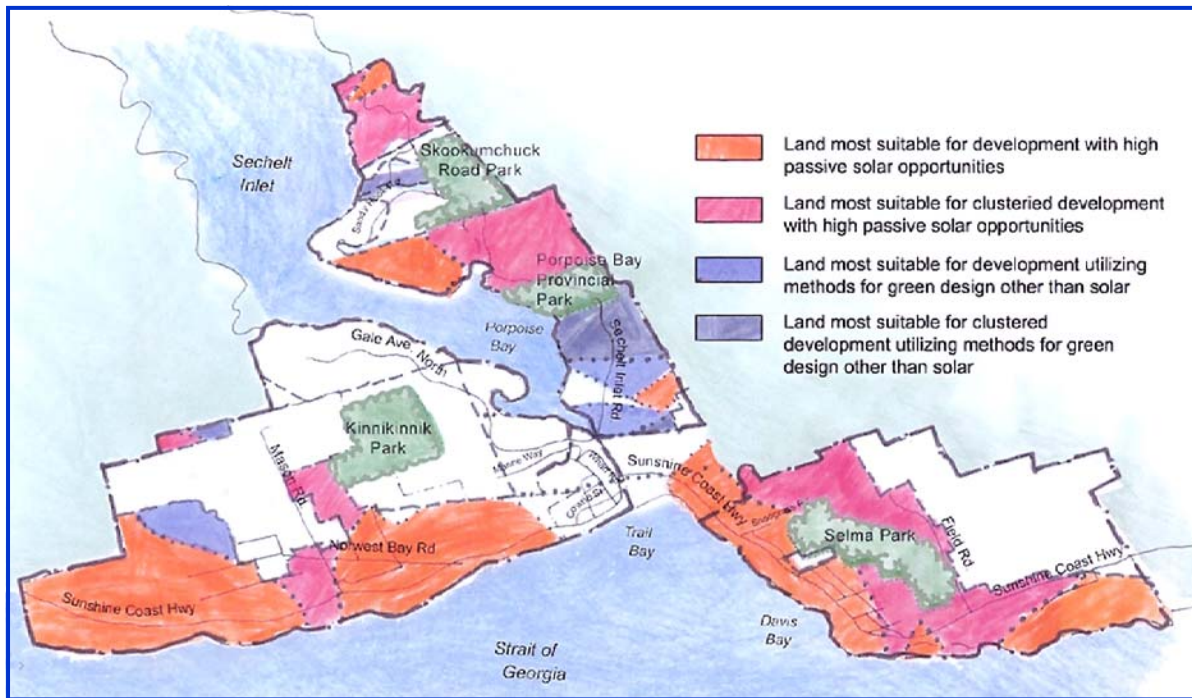 Sechelt
Inlet
Skookumchuck
Road Park
Porpoise Bay
Provincial
Park
Porpoise
Bay
Sechelt Inlet Rd
Gale Ave. North
Kinnikinnik
Park
Mason Rd
Norwest Bay Rd
Sunshine Coast Hwy
Trail
Bay
Sunshine Coast Hwy
Selma Park
Field Rd
Sunshine Coast Hwy
Davis
Bay
Strait of
Georgia
Land most suitable for development with high
passive solar opportunities
Land most suitable for clusteried development
with high passive solar opportunities
Land most suitable for development utilizing
methods for green design other than solar
Land most suitable for clustered
development utilizing methods for green
design other than solar